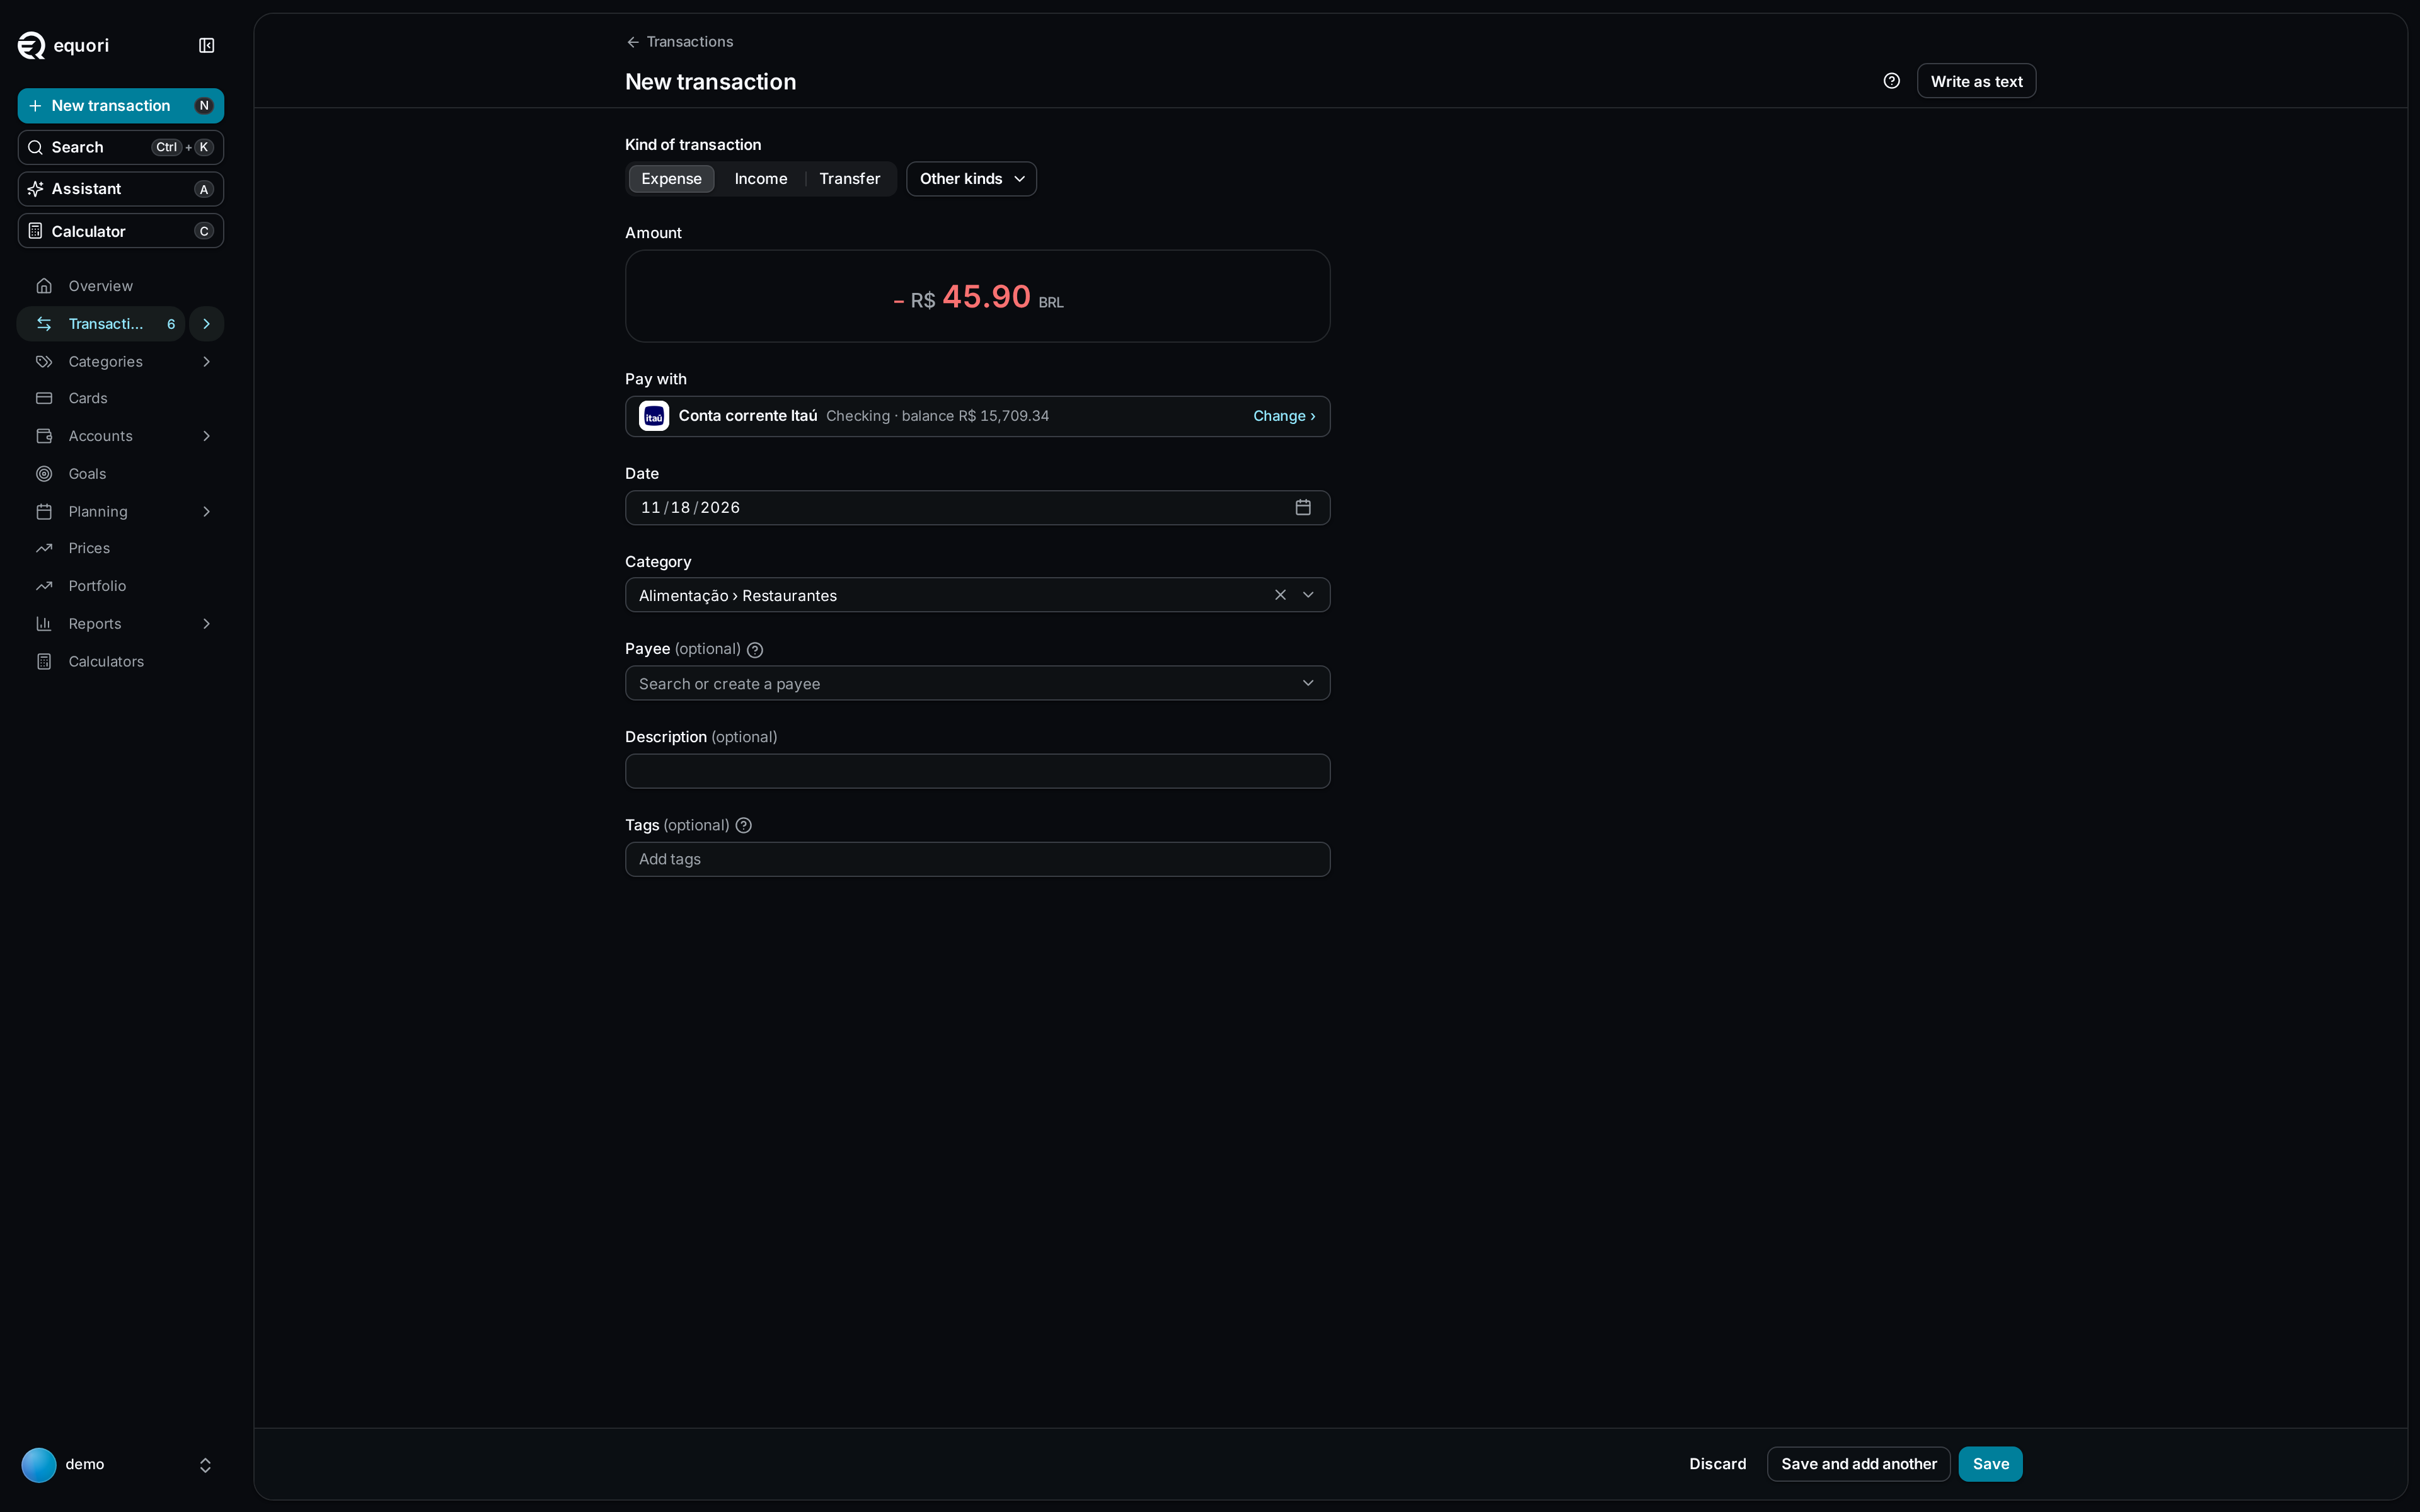 equori
New transaction N
Search Ctrl + K
Assistant A
Calculator C
Overview
Transacti... 6
Categories
Cards
Accounts
Goals
Planning
Prices
Portfolio
Reports
Calculators
demo
Transactions
New transaction
Write as text
Kind of transaction
Expense Income Transfer Other kinds
Amount
– R$ 45.90 BRL
Pay with
itaú Conta corrente Itaú Checking · balance R$ 15,709.34 Change ›
Date
11/18/2026
Category
Alimentação › Restaurantes
Payee (optional)
Search or create a payee
Description (optional)
Tags (optional)
Add tags
Discard Save and add another Save